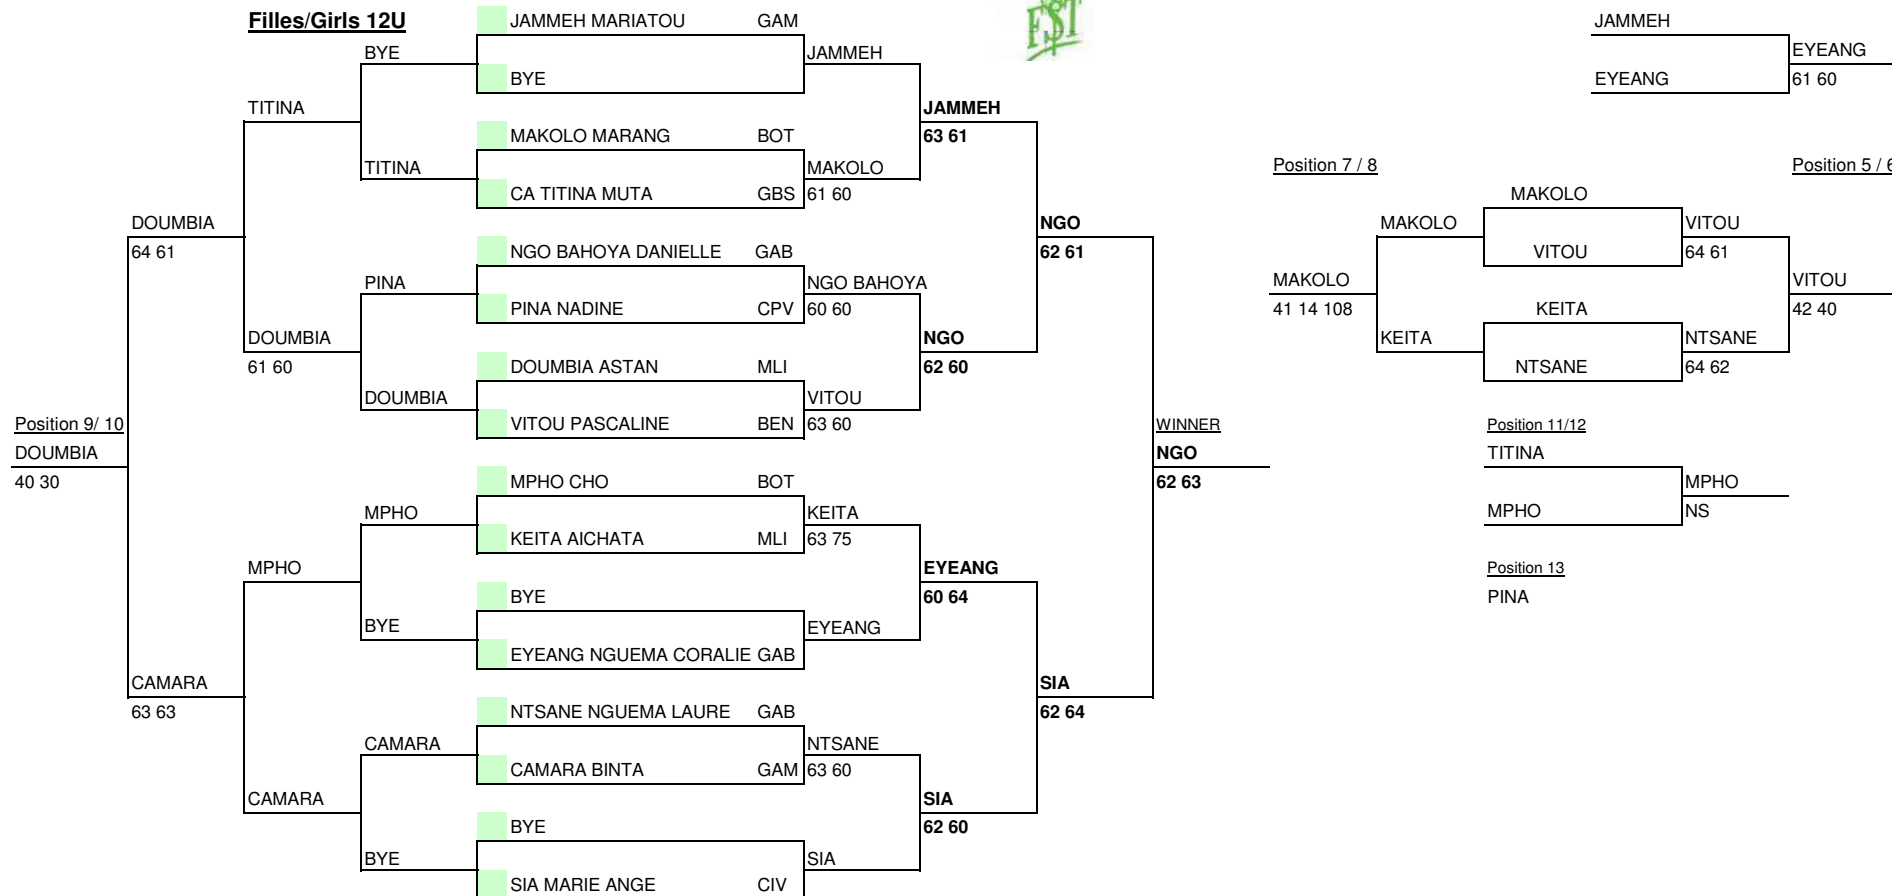 Filles/Girls 12U
JAMMEH MARIATOU GAM
FST
JAMMEH
BYE
JAMMEH
EYEANG
BYE
EYEANG
61 60
TITINA
JAMMEH
MAKOLO MARANG BOT
63 61
TITINA
MAKOLO
Position 7 / 8
Position 5 / 6
CA TITINA MUTA GBS
61 60
MAKOLO
DOUMBIA
NGO
MAKOLO
VITOU
64 61
NGO BAHOYA DANIELLE GAB
62 61
VITOU
64 61
PINA
NGO BAHOYA
MAKOLO
VITOU
PINA NADINE CPV
60 60
41 14 108
KEITA
42 40
DOUMBIA
NGO
KEITA
NTSANE
61 60
DOUMBIA ASTAN MLI
62 60
NTSANE
64 62
DOUMBIA
VITOU
Position 9/ 10
VITOU PASCALINE BEN
63 60
WINNER
Position 11/12
DOUMBIA
NGO
TITINA
40 30
MPHO CHO BOT
62 63
MPHO
MPHO
KEITA
MPHO
NS
KEITA AICHATA MLI
63 75
MPHO
EYEANG
Position 13
BYE
60 64
PINA
BYE
EYEANG
EYEANG NGUEMA CORALIE GAB
CAMARA
SIA
63 63
NTSANE NGUEMA LAURE GAB
62 64
CAMARA
NTSANE
CAMARA BINTA GAM
63 60
CAMARA
SIA
BYE
62 60
BYE
SIA
SIA MARIE ANGE CIV